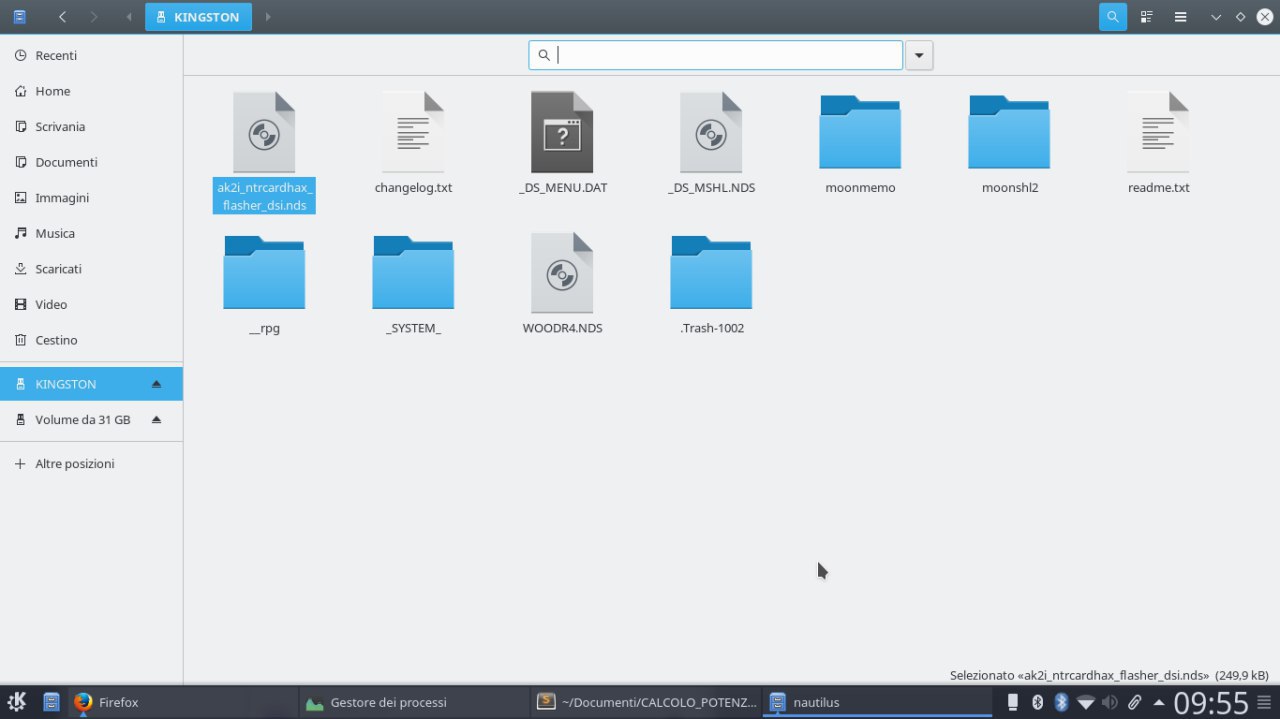 KINGSTON
Recenti
Home
Scrivania
Documenti
Immagini
Musica
Scaricati
Video
Cestino
KINGSTON
Volume da 31 GB
Altre posizioni
ak2i_ntrcardhax_
flasher_dsi.nds
changelog.txt
_DS_MENU.DAT
_DS_MSHL.NDS
moonmemo
moonshl2
readme.txt
__rpg
_SYSTEM_
WOODR4.NDS
.Trash-1002
Selezionato «ak2i_ntrcardhax_flasher_dsi.nds» (249,9 kB)
Firefox
Gestore dei processi
~/Documenti/CALCOLO_POTENZ...
nautilus
09:55